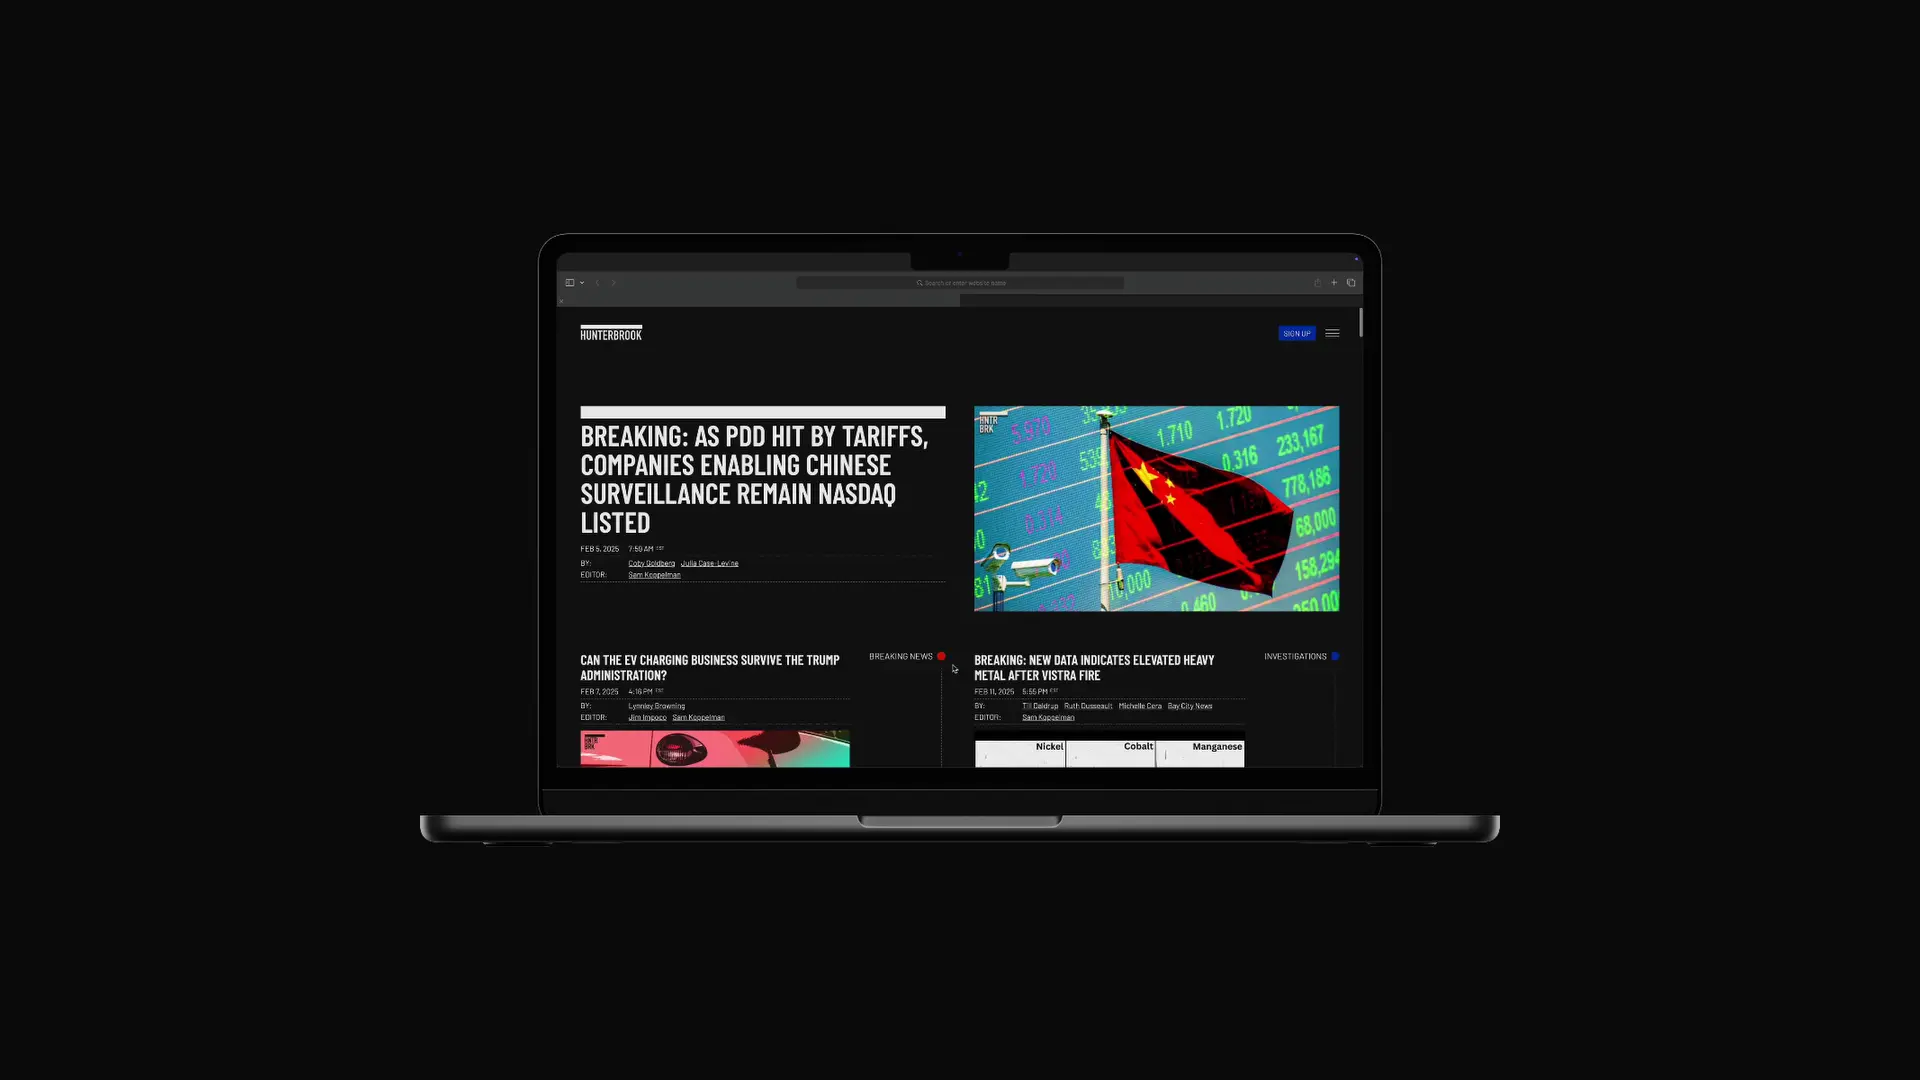 Search or enter website name
HUNTERBROOK
SIGN UP
BREAKING: AS PDD HIT BY TARIFFS,
COMPANIES ENABLING CHINESE
SURVEILLANCE REMAIN NASDAQ
LISTED
FEB 5, 2025 7:50 AM EST
BY: Coby Goldberg Julia Case-Levine
EDITOR: Sam Koppelman
HNTR
BRK
5.970
1.720
1.710
1.720
0.316
233,167
778,186
68,000
158,294
0.314
10,000
0.460
250.00
CAN THE EV CHARGING BUSINESS SURVIVE THE TRUMP
ADMINISTRATION?
FEB 7, 2025 4:16 PM EST
BY: Lynnley Browning
EDITOR: Jim Impoco Sam Koppelman
BREAKING NEWS
HNTR
BRK
BREAKING: NEW DATA INDICATES ELEVATED HEAVY
METAL AFTER VISTRA FIRE
FEB 11, 2025 5:55 PM EST
BY: Till Daldrup Ruth Dusseault Michelle Cera Bay City News
EDITOR: Sam Koppelman
INVESTIGATIONS
Nickel Cobalt Manganese